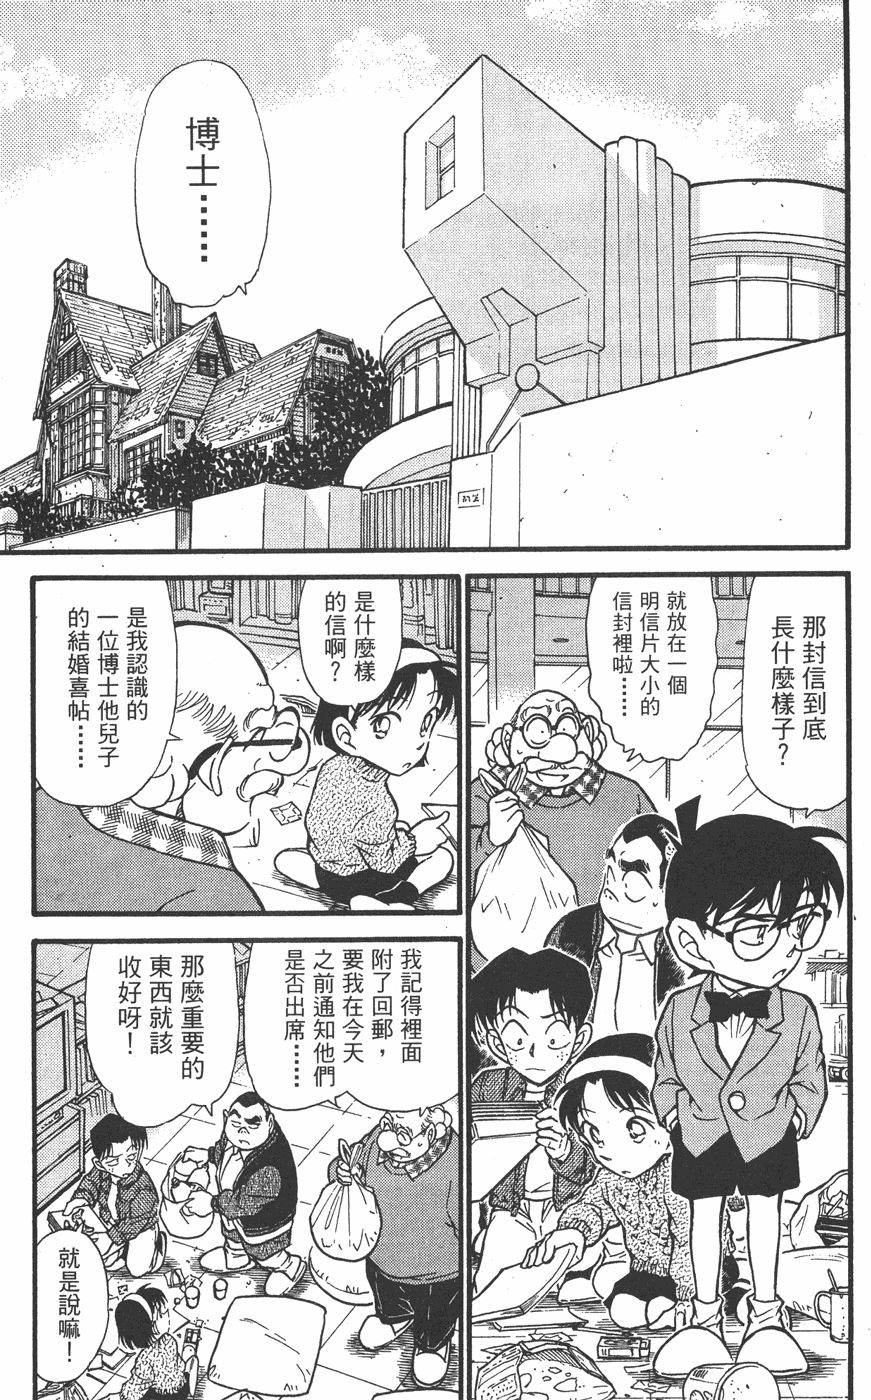 博士……
那封信到底
長什麼樣子？
就放在一個
明信片大小的
信封裡啦……
是什麼樣
的信啊？
是我認識的
一位博士他兒子
的結婚喜帖……
我記得裡面
附了回郵，
要我在今天
之前通知他們
是否出席……
那麼重要的
東西就該
收好呀！
就是說嘛！